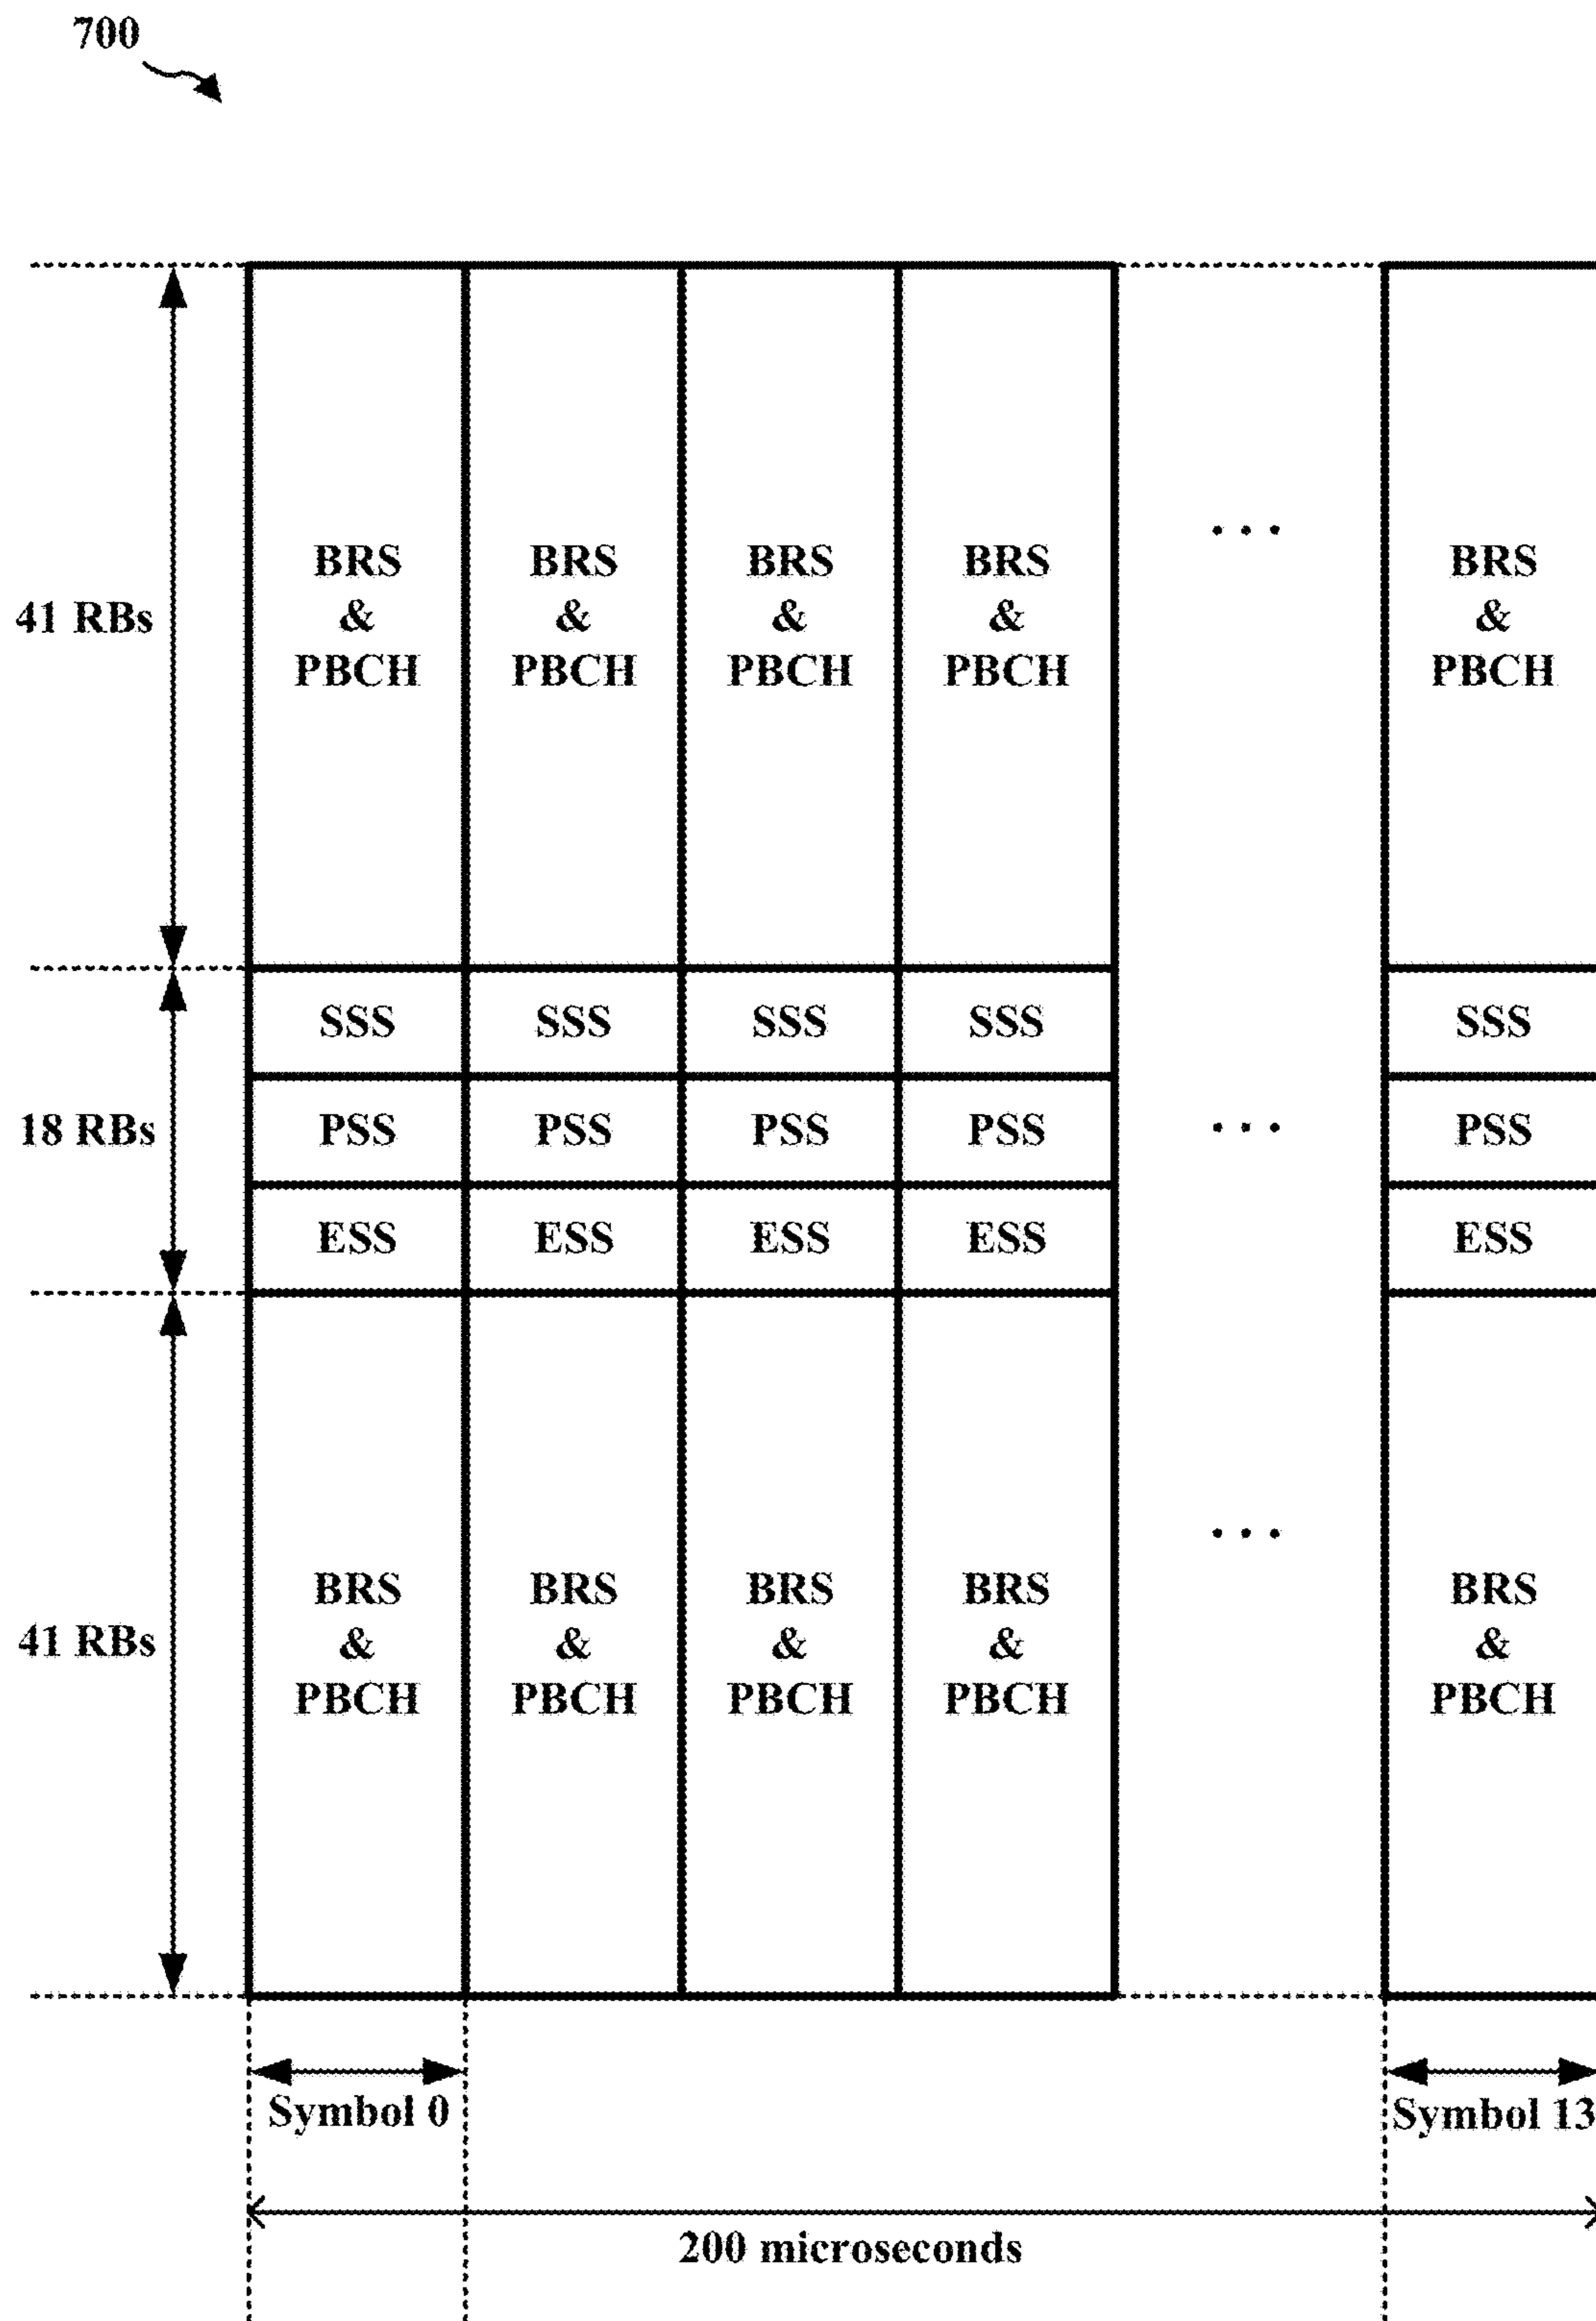 700
BRS BRS BRS BRS ... BRS
41 RBs & & & & &
PBCH PBCH PBCH PBCH PBCH
SSS SSS SSS SSS SSS
18 RBs PSS PSS PSS PSS ... PSS
ESS ESS ESS ESS ESS
BRS BRS BRS BRS ... BRS
41 RBs & & & & &
PBCH PBCH PBCH PBCH PBCH
Symbol 0 Symbol 13
200 microseconds